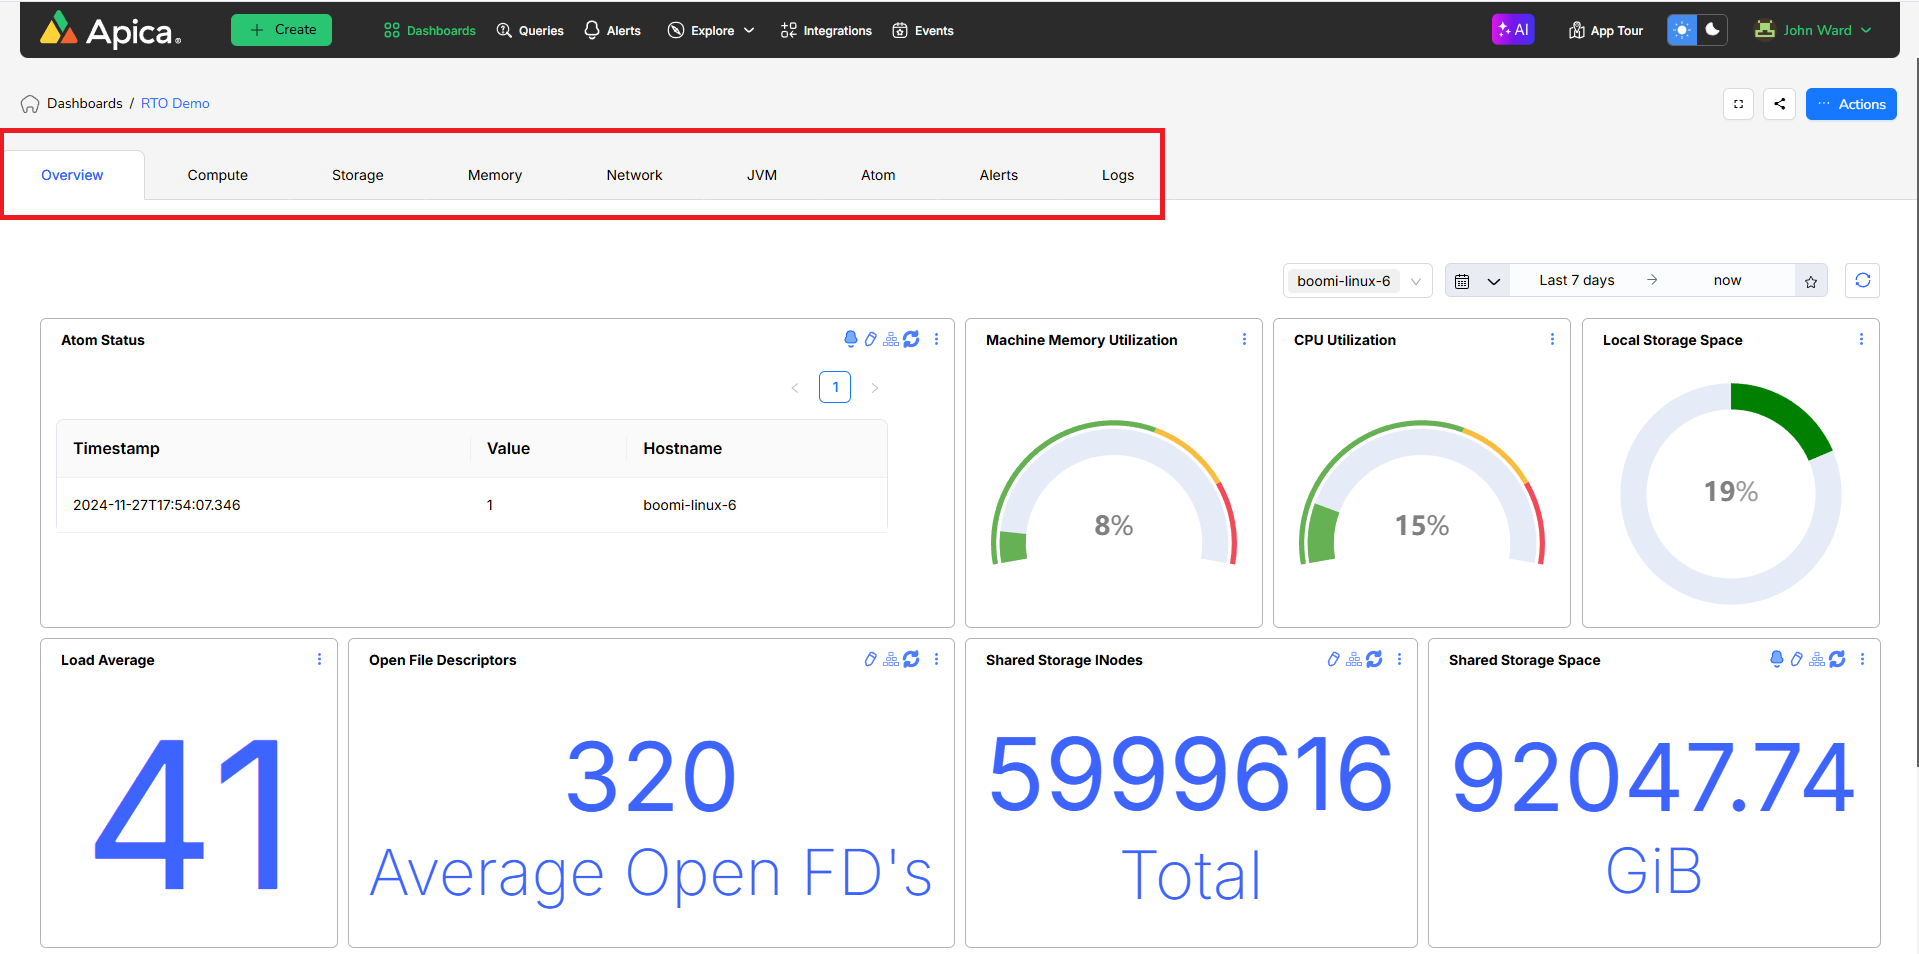 Apica
Create
Dashboards
Queries
Alerts
Explore
Integrations
Events
AI
App Tour
John Ward
Dashboards / RTO Demo
Actions
Overview
Compute
Storage
Memory
Network
JVM
Atom
Alerts
Logs
boomi-linux-6
Last 7 days
now
Atom Status
1
Timestamp Value Hostname
2024-11-27T17:54:07.346 1 boomi-linux-6
Machine Memory Utilization
8%
CPU Utilization
15%
Local Storage Space
19%
Load Average
41
Open File Descriptors
320
Average Open FD's
Shared Storage INodes
5999616
Total
Shared Storage Space
92047.74
GiB